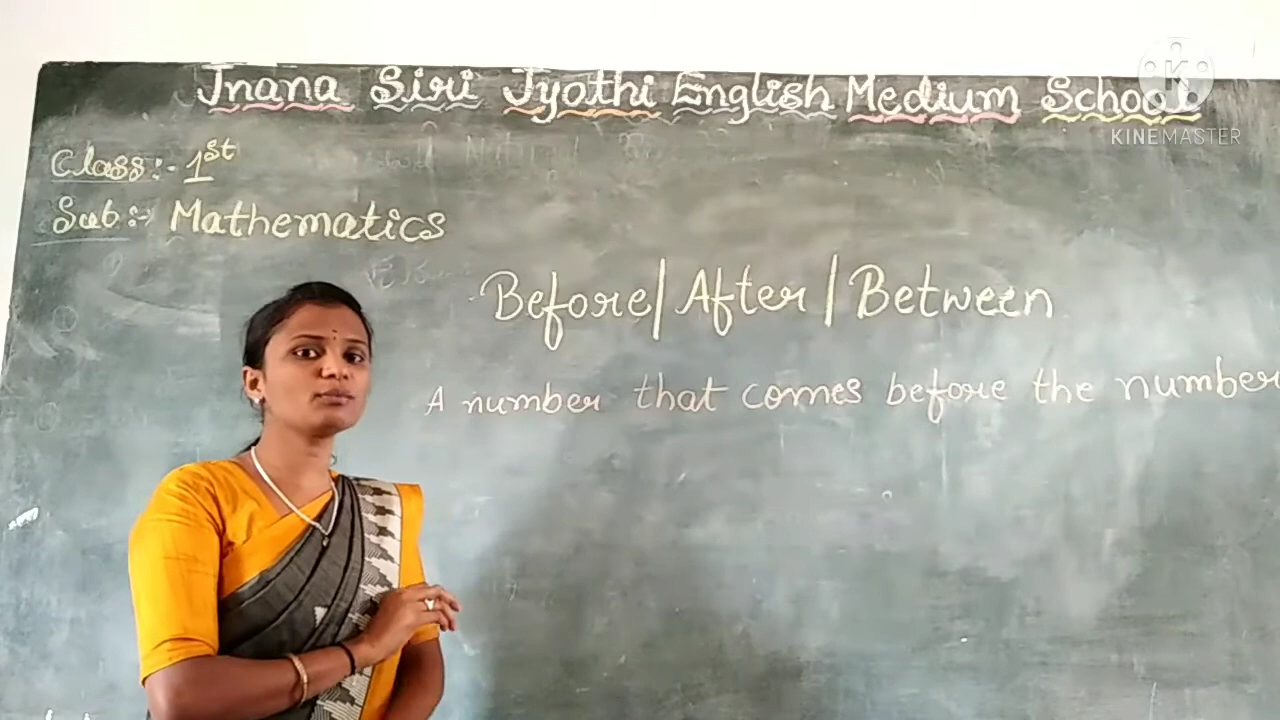 Jnana Siri Jyothi English Medium School
KINEMASTER
Class:- 1st
Sub:- Mathematics
Before/After/Between
A number that comes before the number